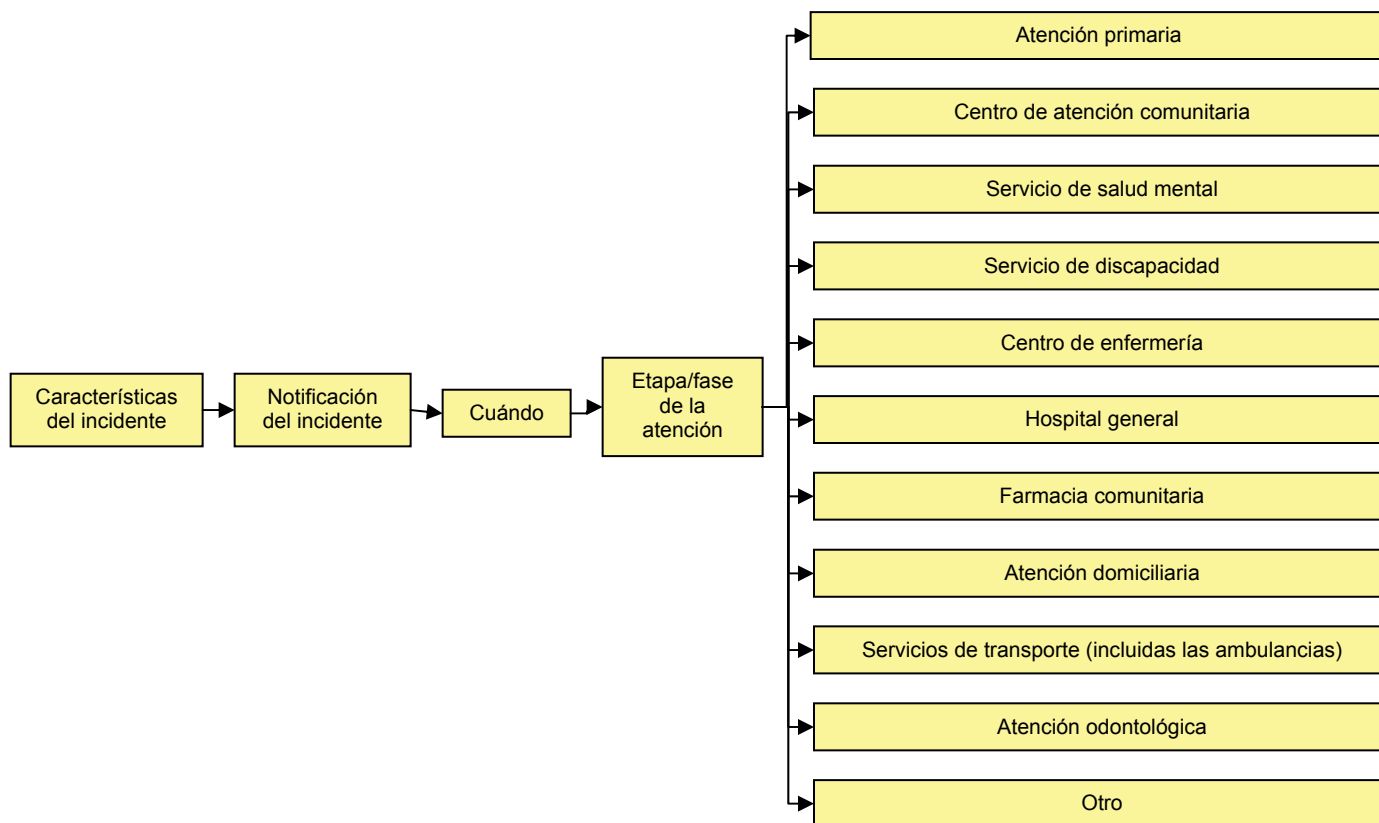 Características
del incidente
Notificación
del incidente
Cuándo
Etapa/fase
de la
atención
Atención primaria
Centro de atención comunitaria
Servicio de salud mental
Servicio de discapacidad
Centro de enfermería
Hospital general
Farmacia comunitaria
Atención domiciliaria
Servicios de transporte (incluidas las ambulancias)
Atención odontológica
Otro